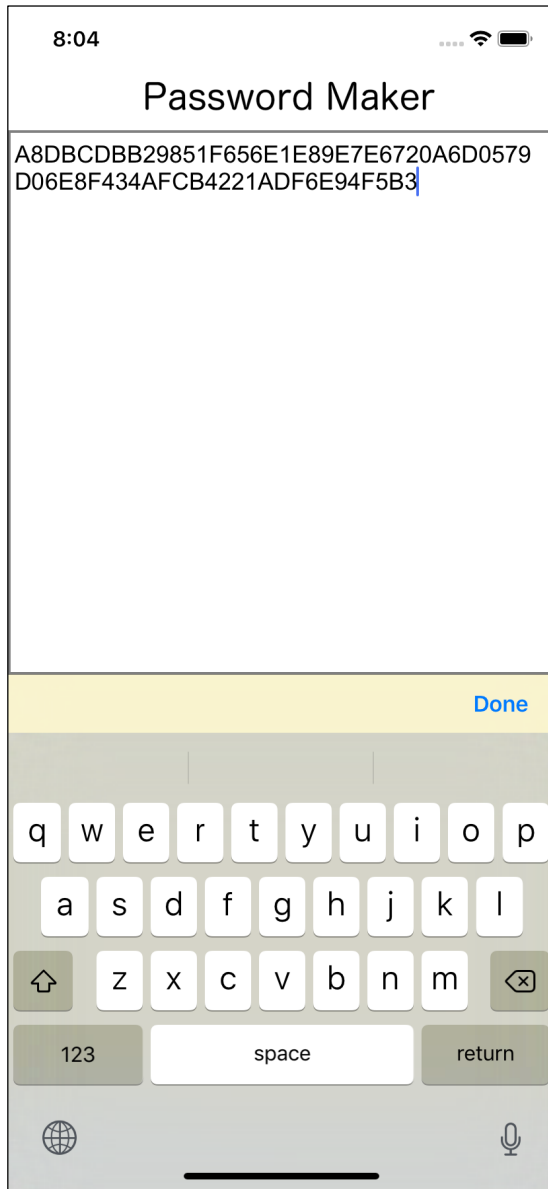 8:04
Password Maker
A8DBCDBB29851F656E1E89E7E6720A6D0579
D06E8F434AFCB4221ADF6E94F5B3
Done
q w e r t y u i o p
a s d f g h j k l
z x c v b n m
123 space return